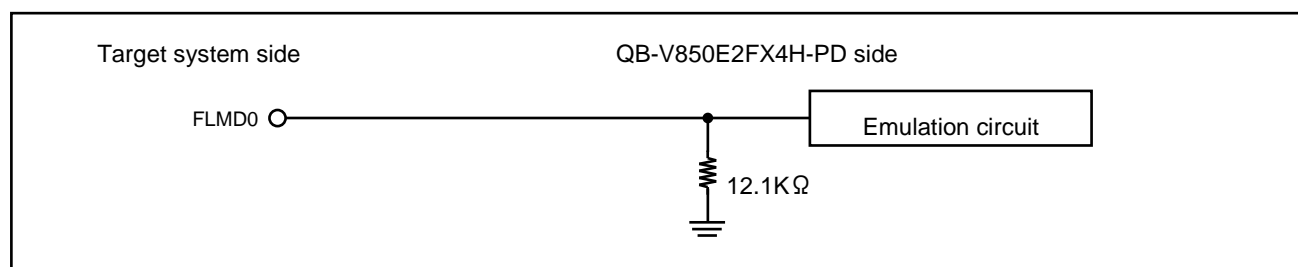 Target system side
QB-V850E2FX4H-PD side
FLMD0
Emulation circuit
12.1KΩ